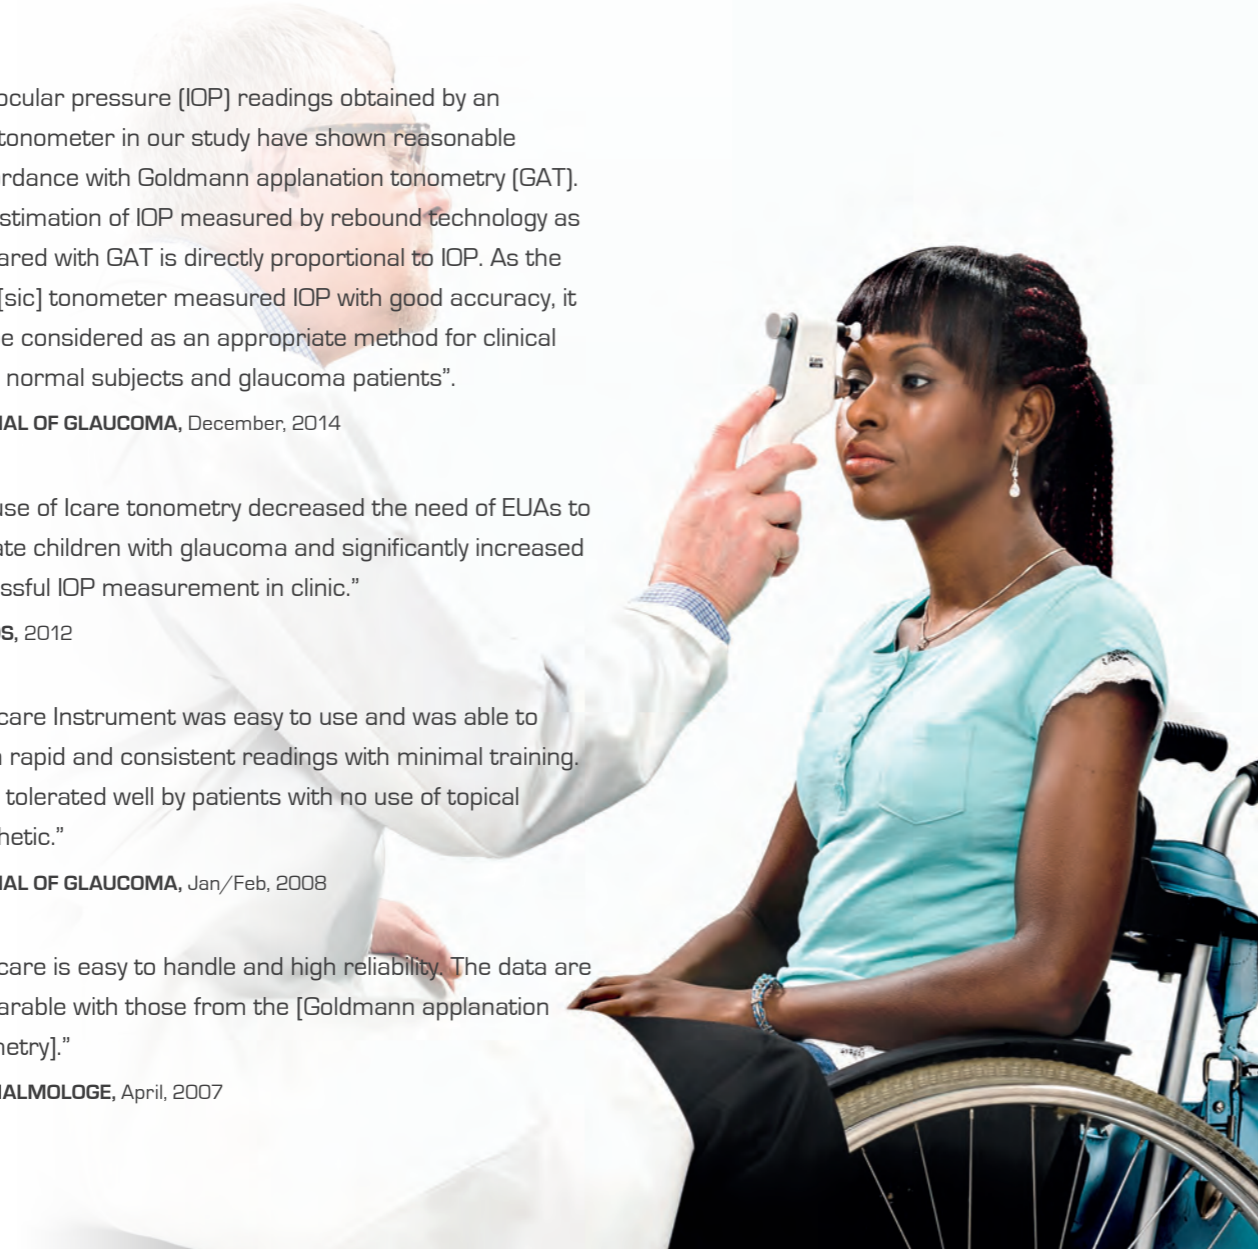 ocular pressure (IOP) readings obtained by an
tonometer in our study have shown reasonable
rdance with Goldmann applanation tonometry (GAT).
stimation of IOP measured by rebound technology as
ared with GAT is directly proportional to IOP. As the
[sic] tonometer measured IOP with good accuracy, it
e considered as an appropriate method for clinical
normal subjects and glaucoma patients”.
IAL OF GLAUCOMA, December, 2014
use of Icare tonometry decreased the need of EUAs to
ate children with glaucoma and significantly increased
ssful IOP measurement in clinic.”
S, 2012
care Instrument was easy to use and was able to
rapid and consistent readings with minimal training.
tolerated well by patients with no use of topical
hetic.”
IAL OF GLAUCOMA, Jan/Feb, 2008
care is easy to handle and high reliability. The data are
arable with those from the [Goldmann applanation
netry].”
IALMOLOGE, April, 2007